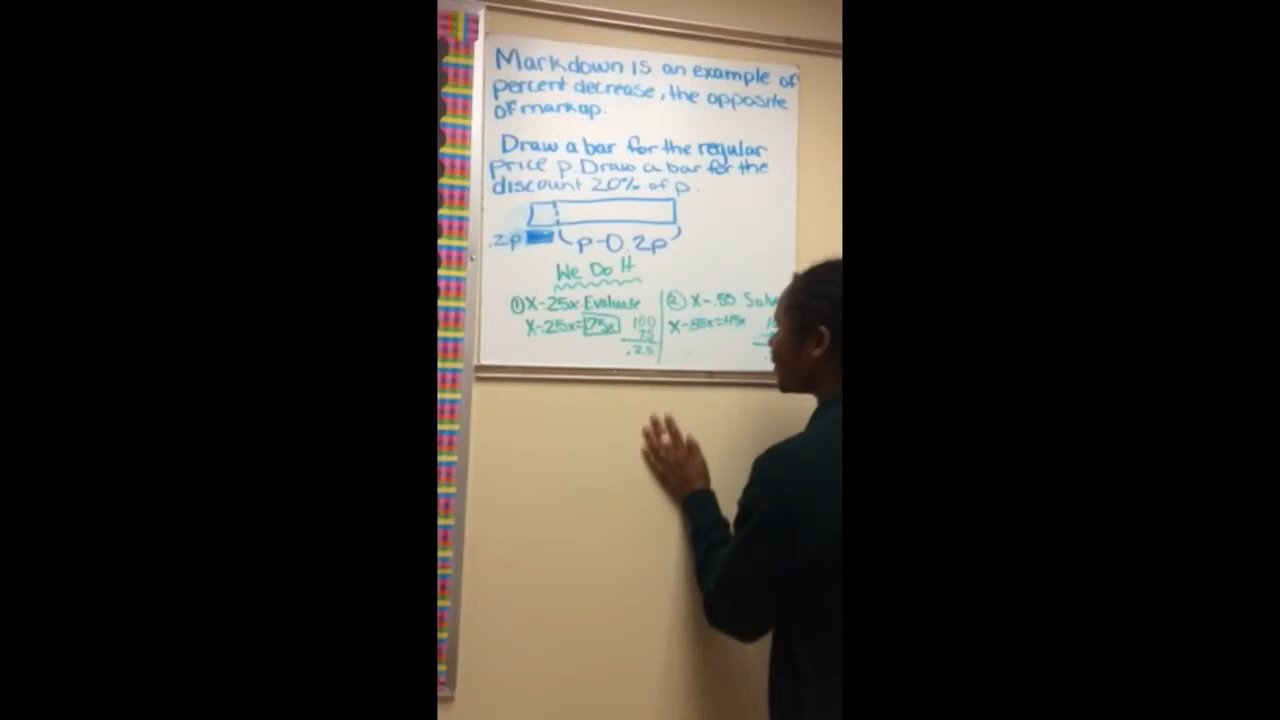 Markdown is an example of
percent decrease, the opposite
of markup.
Draw a bar for the regular
price p. Draw a bar for the
discount 20% of p.
.2p p-0.2p
We Do It
① X-.25x Evaluate
X-.25x=.75x
100
75
.25
② X-.55 Solve
X-.55x=.45x